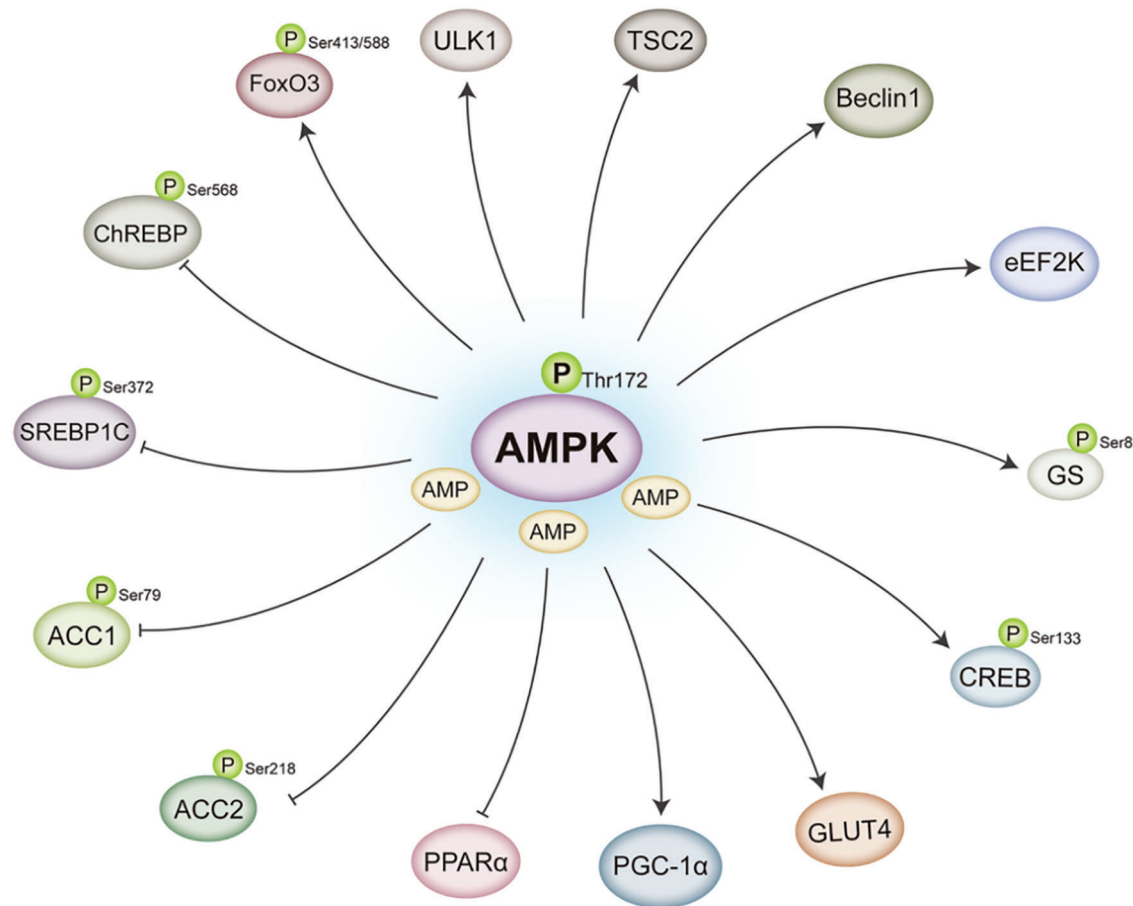 P Ser413/588
FoxO3
ULK1
TSC2
Beclin1
P Ser568
ChREBP
eEF2K
P Ser372
SREBP1C
P Thr172
AMPK
AMP
AMP
AMP
P Ser8
GS
P Ser79
ACC1
P Ser133
CREB
P Ser218
ACC2
PPARα
PGC-1α
GLUT4